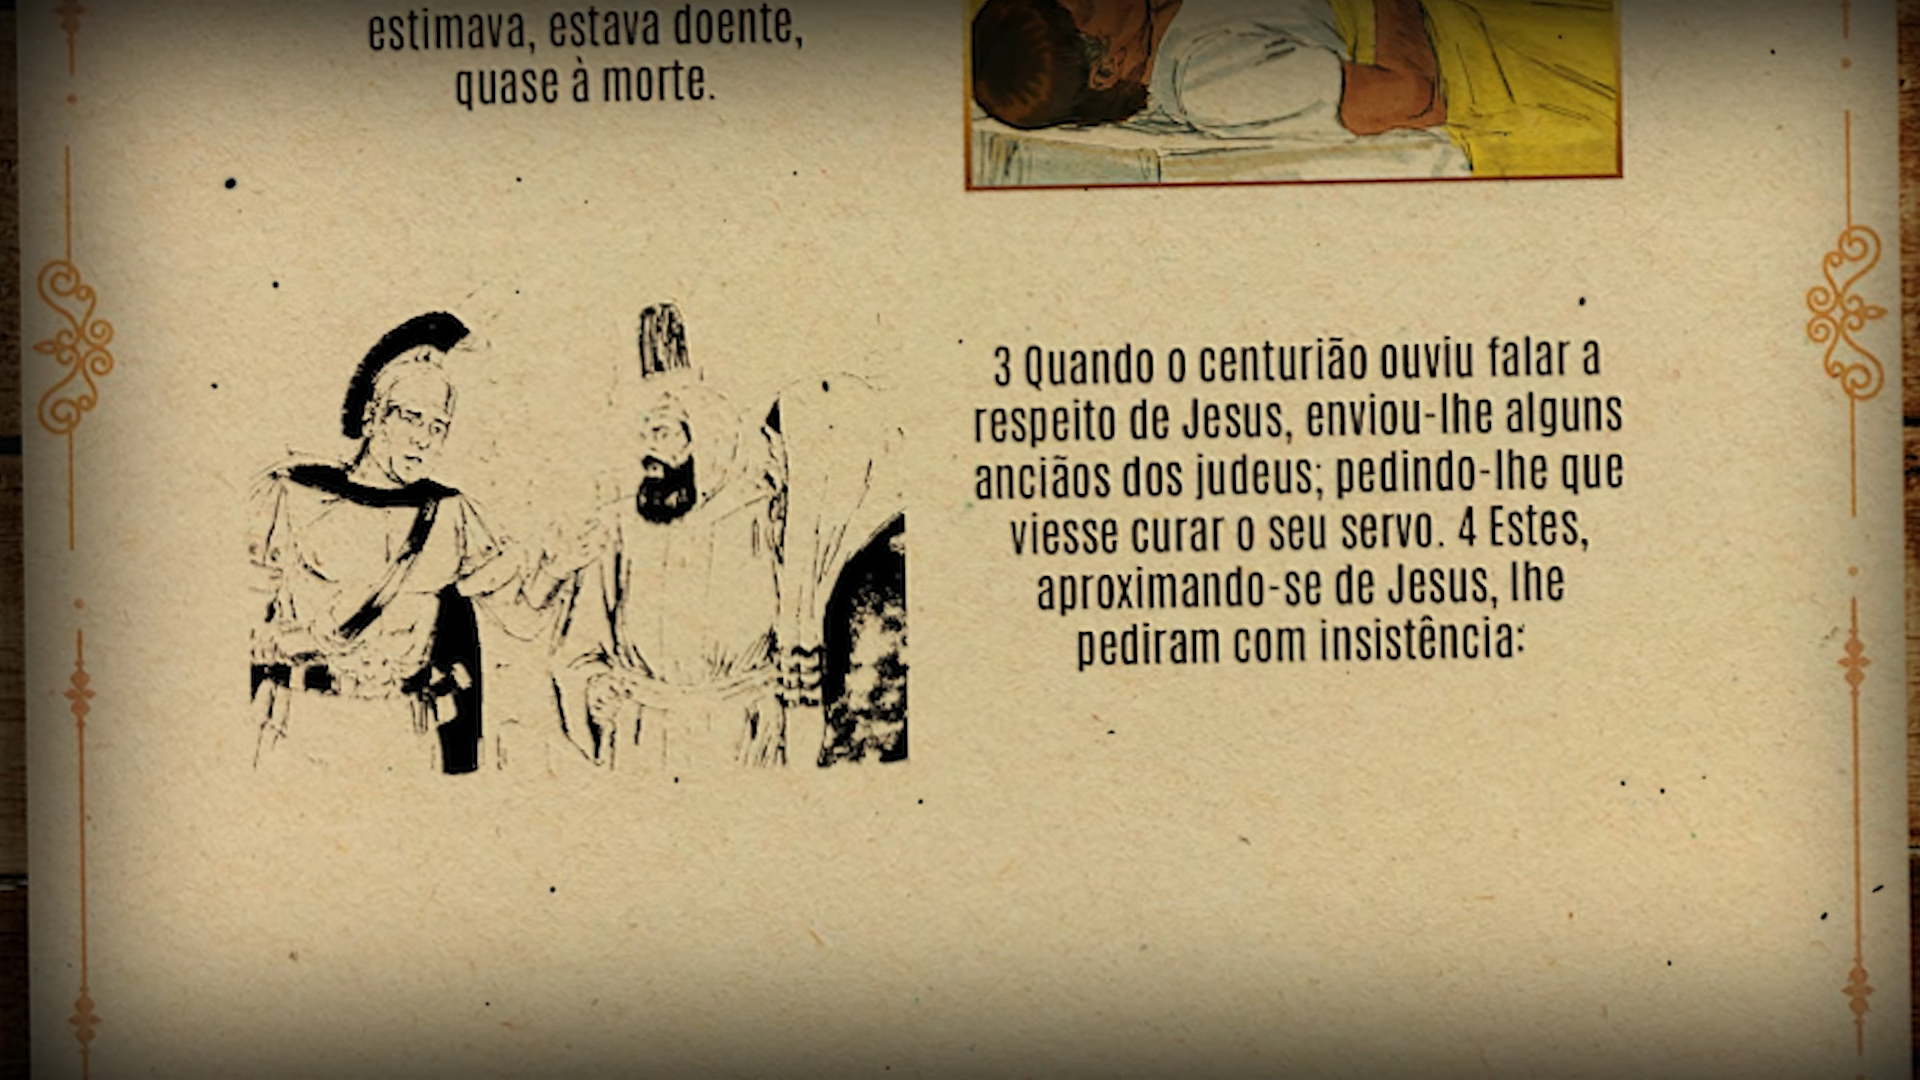 estimava, estava doente,
quase à morte.
3 Quando o centurião ouviu falar a
respeito de Jesus, enviou-lhe alguns
anciãos dos judeus; pedindo-lhe que
viesse curar o seu servo. 4 Estes,
aproximando-se de Jesus, lhe
pediram com insistência: